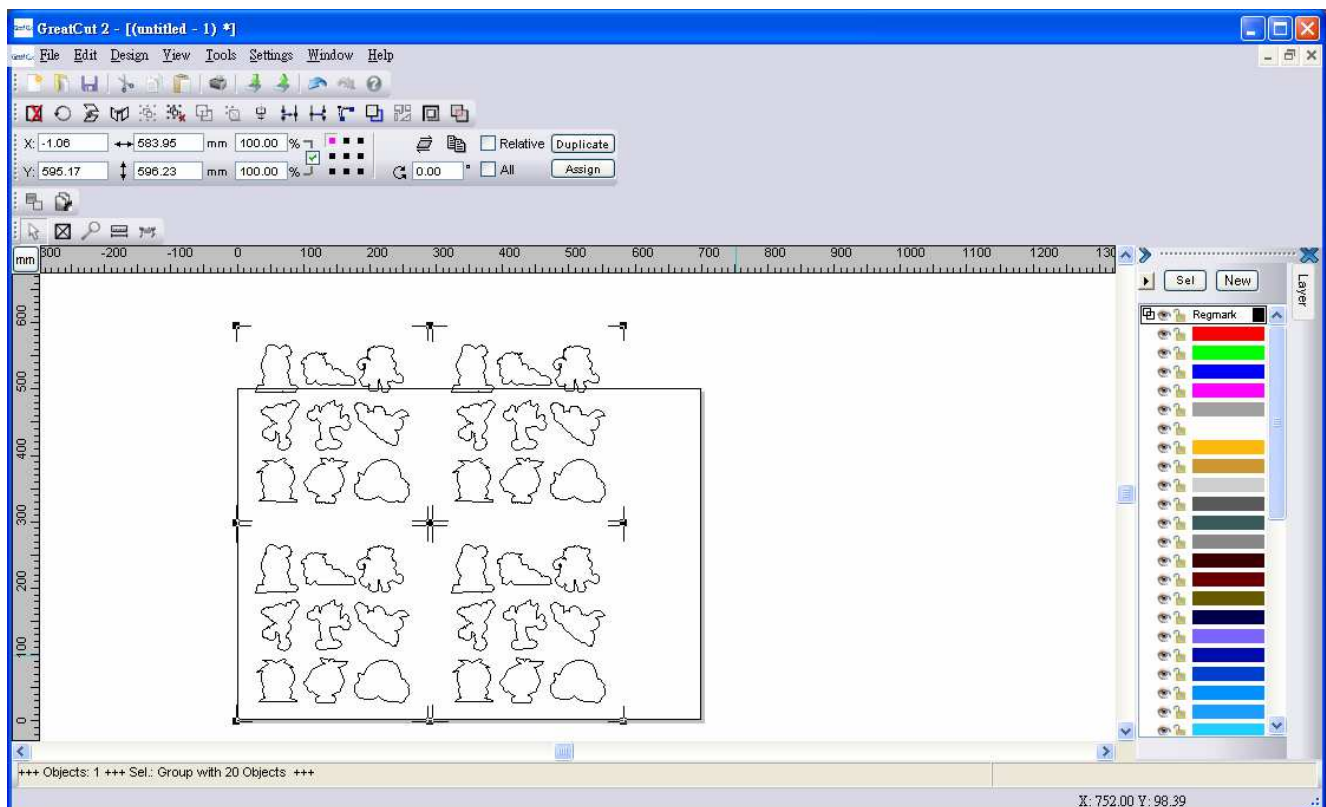 GreatCut 2 - [(untitled - 1) *]
File Edit Design View Tools Settings Window Help
X: -1.06 583.95 mm 100.00 % Relative Duplicate
Y: 595.17 596.23 mm 100.00 % 0.00 ° All Assign
mm 300 -200 -100 0 100 200 300 400 500 600 700 800 900 1000 1100 1200 130
Sel New
Layer
Regmark
600
500
400
300
200
100
0
+++ Objects: 1 +++ Sel.: Group with 20 Objects +++
X: 752.00 Y: 98.39